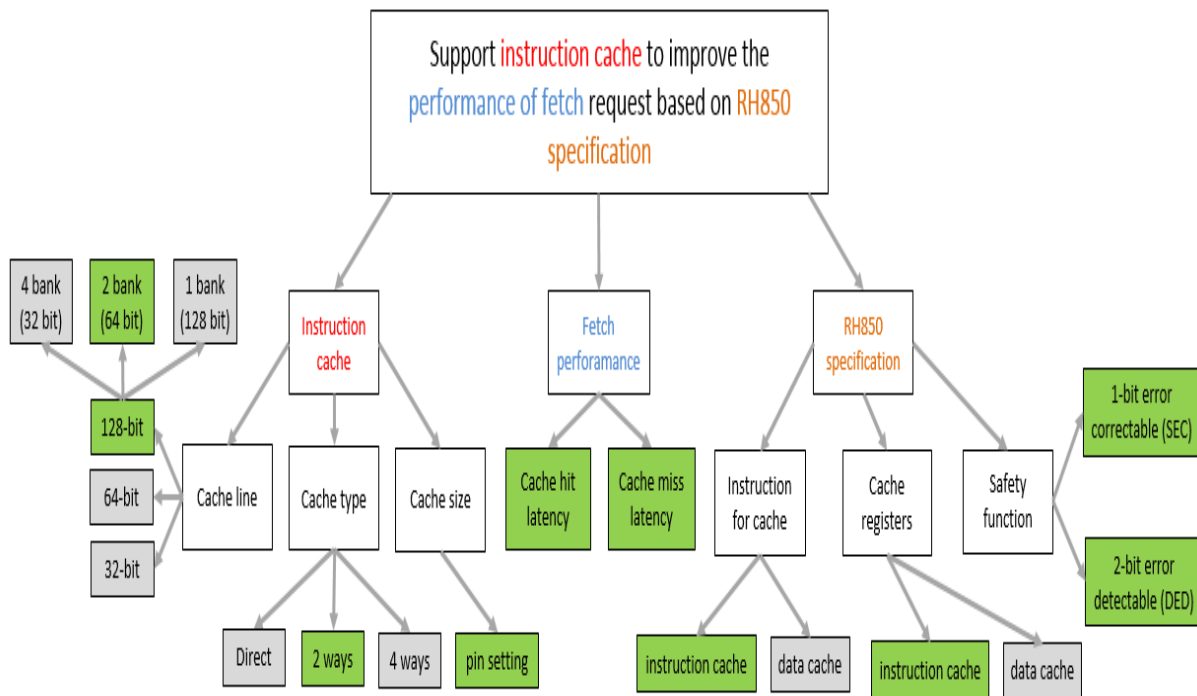 Support instruction cache to improve the
performance of fetch request based on RH850
specification
4 bank
(32 bit)
2 bank
(64 bit)
1 bank
(128 bit)
Instruction
cache
Fetch
perforamance
RH850
specification
128-bit
64-bit
32-bit
Cache line
Cache type
Cache size
Cache hit
latency
Cache miss
latency
Instruction
for cache
Cache
registers
Safety
function
1-bit error
correctable (SEC)
2-bit error
detectable (DED)
Direct
2 ways
4 ways
pin setting
instruction cache
data cache
instruction cache
data cache